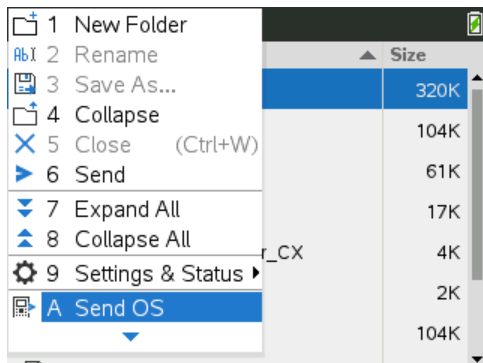 1 New Folder
AbI 2 Rename
Size
3 Save As...
320K
4 Collapse
104K
5 Close (Ctrl+W)
6 Send
61K
7 Expand All
17K
8 Collapse All
r_CX
4K
9 Settings & Status
A Send OS
2K
104K